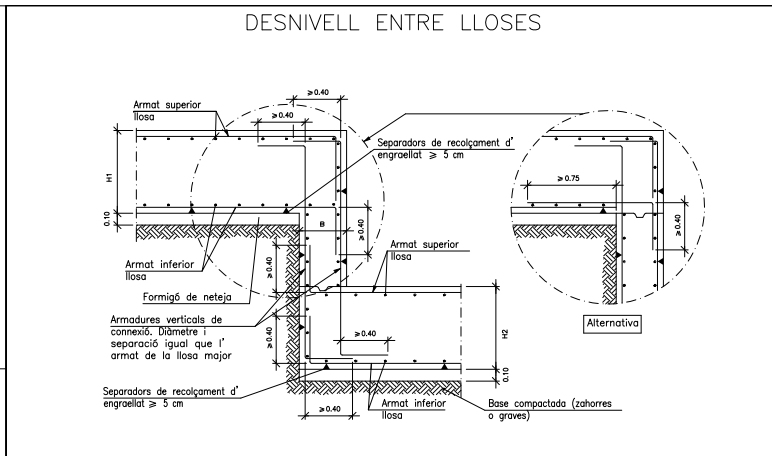 DESNIVELL ENTRE LLOSES
≥0.40
Armat superior
llosa
≥0.40
Separadors de recolçament d'
engraellat ≥ 5 cm
H1
≥0.75
0.10
B
≥0.40
≥0.40
Armat superior
llosa
Armat inferior
llosa
≥0.40
Formigó de neteja
Alternativa
Armadures verticals de
connexió. Diàmetre i
separació igual que l'
armat de la llosa major
≥0.40
≥0.40
H2
0.10
Separadors de recolçament d'
engraellat ≥ 5 cm
≥0.40
Armat inferior
llosa
Base compactada (zahorres
o graves)